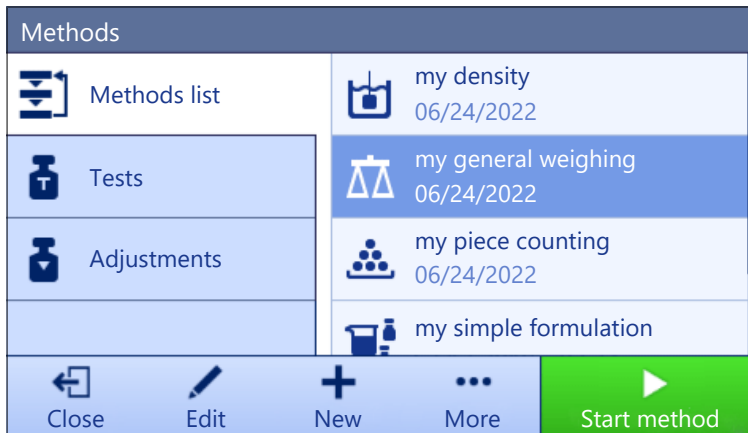 Methods
Methods list
Tests
T
Adjustments
my density
06/24/2022
my general weighing
06/24/2022
my piece counting
06/24/2022
my simple formulation
Close
Edit
New
More
Start method